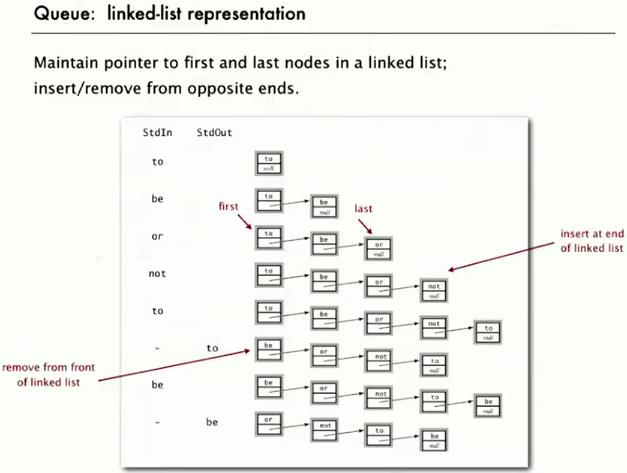 Queue: linked-list representation
Maintain pointer to first and last nodes in a linked list;
insert/remove from opposite ends.
StdIn StdOut
to to
null
be to be
null
first last
or to be or
null
insert at end
of linked list
not to be or not
null
to to be or not to
null
- to be or not to
null
remove from front
of linked list
be be or not to be
null
- be or not to be
null